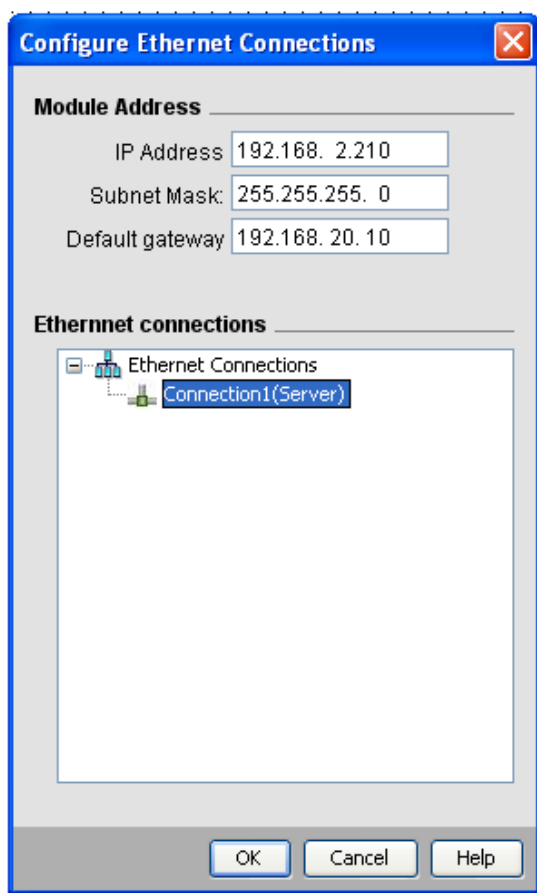 Configure Ethernet Connections
Module Address
IP Address 192.168. 2.210
Subnet Mask: 255.255.255. 0
Default gateway 192.168. 20. 10
Ethernnet connections
Ethernet Connections
Connection1(Server)
OK Cancel Help